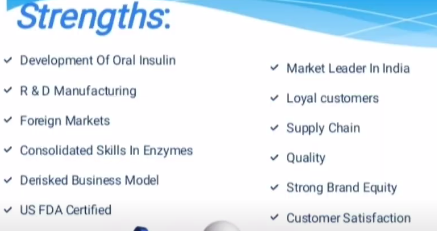 Strengths:
✓ Development Of Oral Insulin
✓ R & D Manufacturing
✓ Foreign Markets
✓ Consolidated Skills In Enzymes
✓ Derisked Business Model
✓ US FDA Certified
✓ Market Leader In India
✓ Loyal customers
✓ Supply Chain
✓ Quality
✓ Strong Brand Equity
✓ Customer Satisfaction